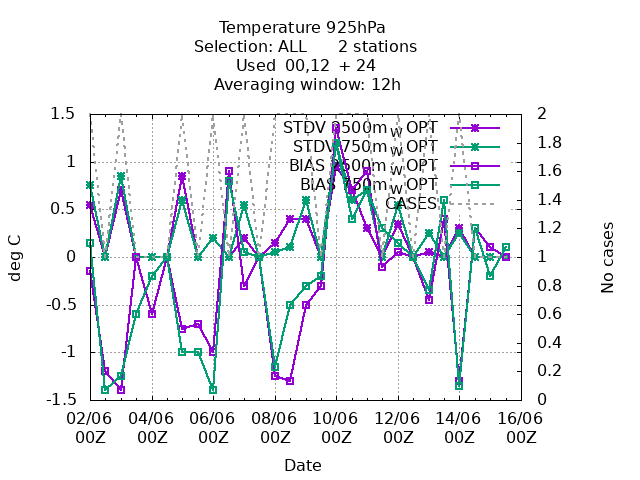 Temperature 925hPa
Selection: ALL 2 stations
Used 00,12 + 24
Averaging window: 12h
STDV 2500m w OPT
STDV 750m w OPT
BIAS 2500m w OPT
BIAS 750m w OPT
CASES
1.5
1
0.5
0
-0.5
-1
-1.5
deg C
2
1.8
1.6
1.4
1.2
1
0.8
0.6
0.4
0.2
0
No cases
02/06 04/06 06/06 08/06 10/06 12/06 14/06 16/06
00Z 00Z 00Z 00Z 00Z 00Z 00Z 00Z
Date